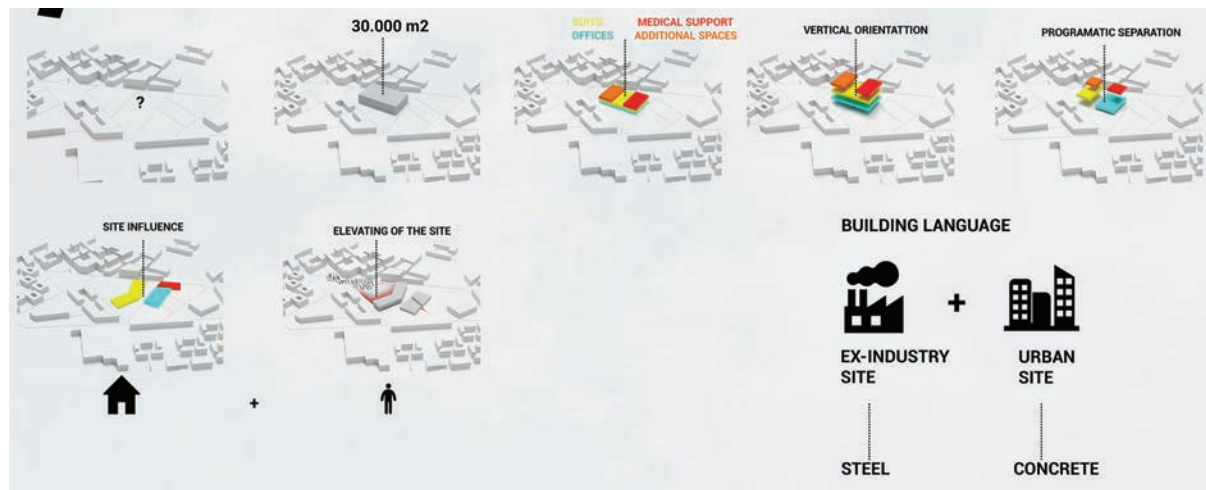 ?
30.000 m2
SUITS
OFFICES
MEDICAL SUPPORT
ADDITIONAL SPACES
VERTICAL ORIENTATTION
PROGRAMATIC SEPARATION
SITE INFLUENCE
ELEVATING OF THE SITE
+
BUILDING LANGUAGE
+
EX-INDUSTRY
SITE
URBAN
SITE
STEEL
CONCRETE